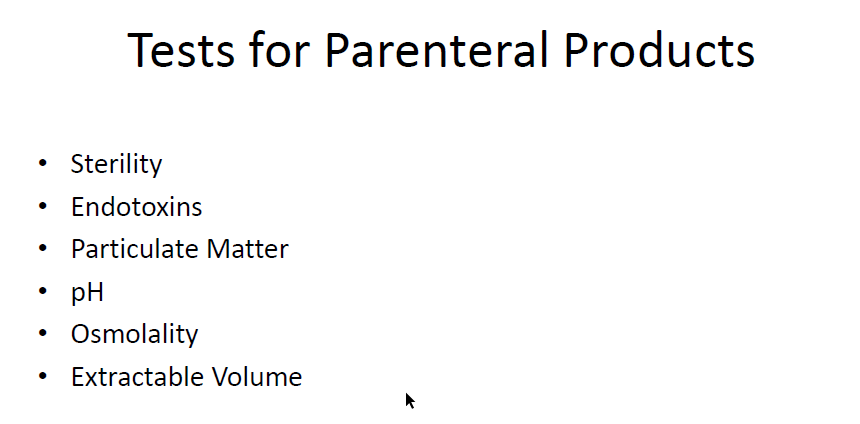 Tests for Parenteral Products
• Sterility
• Endotoxins
• Particulate Matter
• pH
• Osmolality
• Extractable Volume